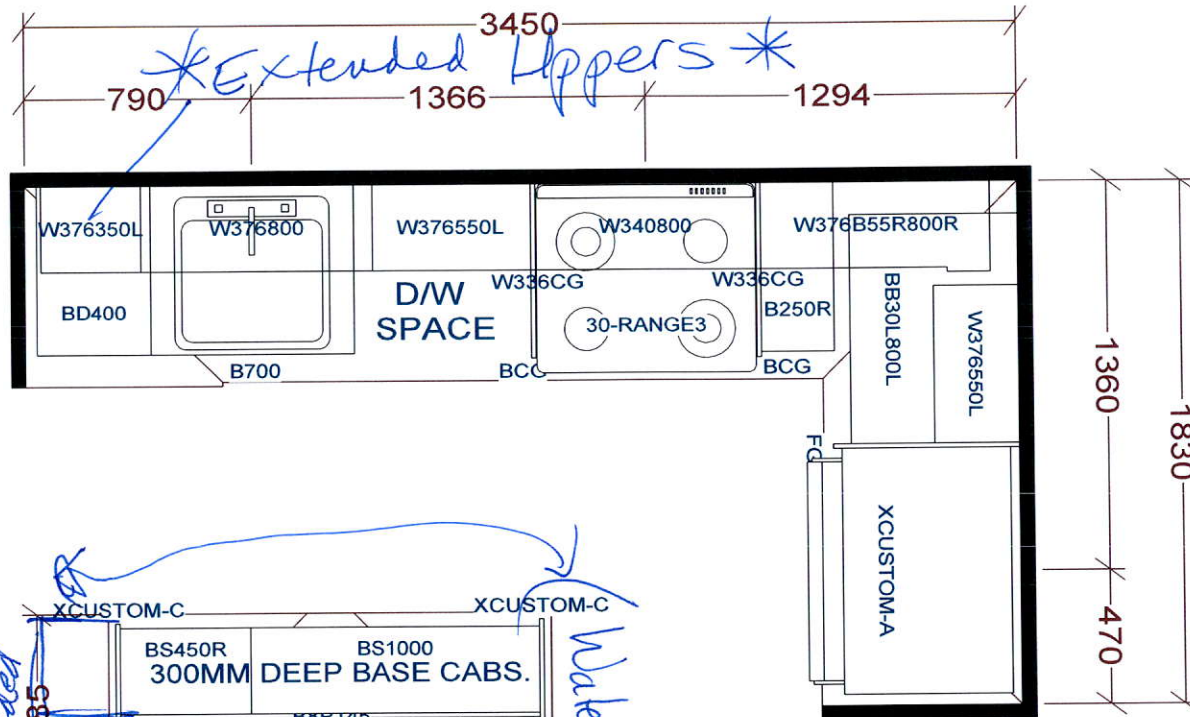 3450
*Extended Uppers*
790
1366
1294
W376350L
W376800
W376550L
W340800
W376B55R800R
W336CG
W336CG
BD400
D/W
SPACE
30-RANGE3
B250R
BB30L800L
W376550L
B700
BCG
BCG
1360
1830
FG
XCUSTOM-A
470
XCUSTOM-C
XCUSTOM-C
BS450R
BS1000
300MM DEEP BASE CABS.